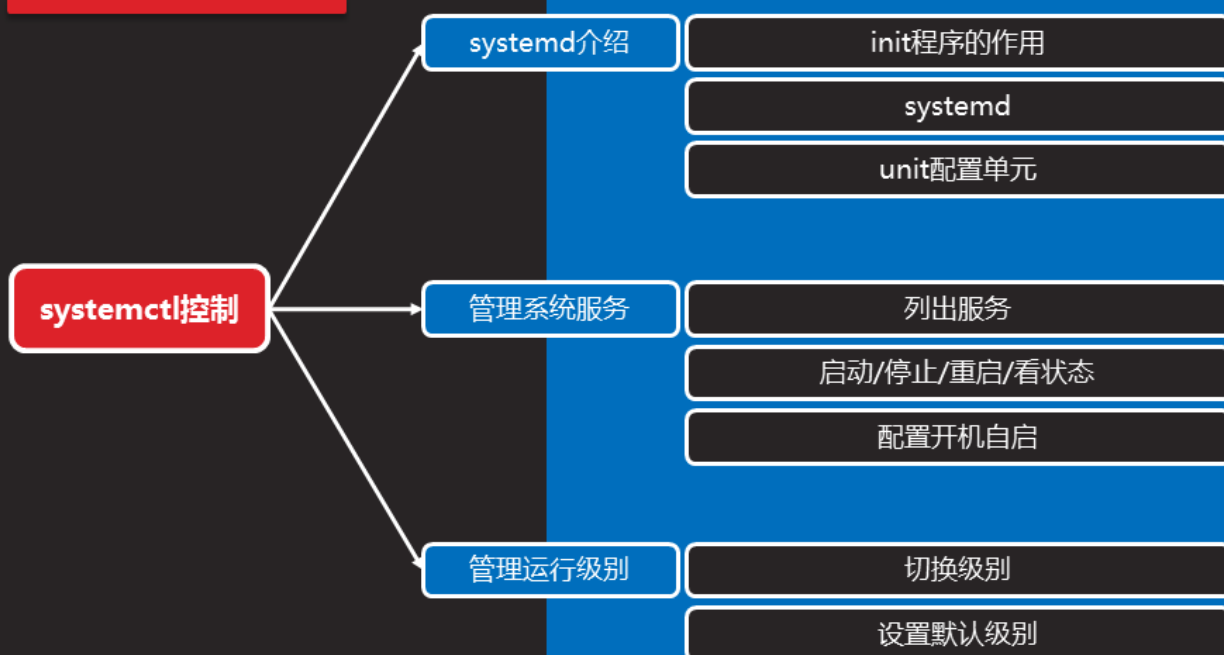 systemctl控制
systemd介绍
init程序的作用
systemd
unit配置单元
管理系统服务
列出服务
启动/停止/重启/看状态
配置开机自启
管理运行级别
切换级别
设置默认级别